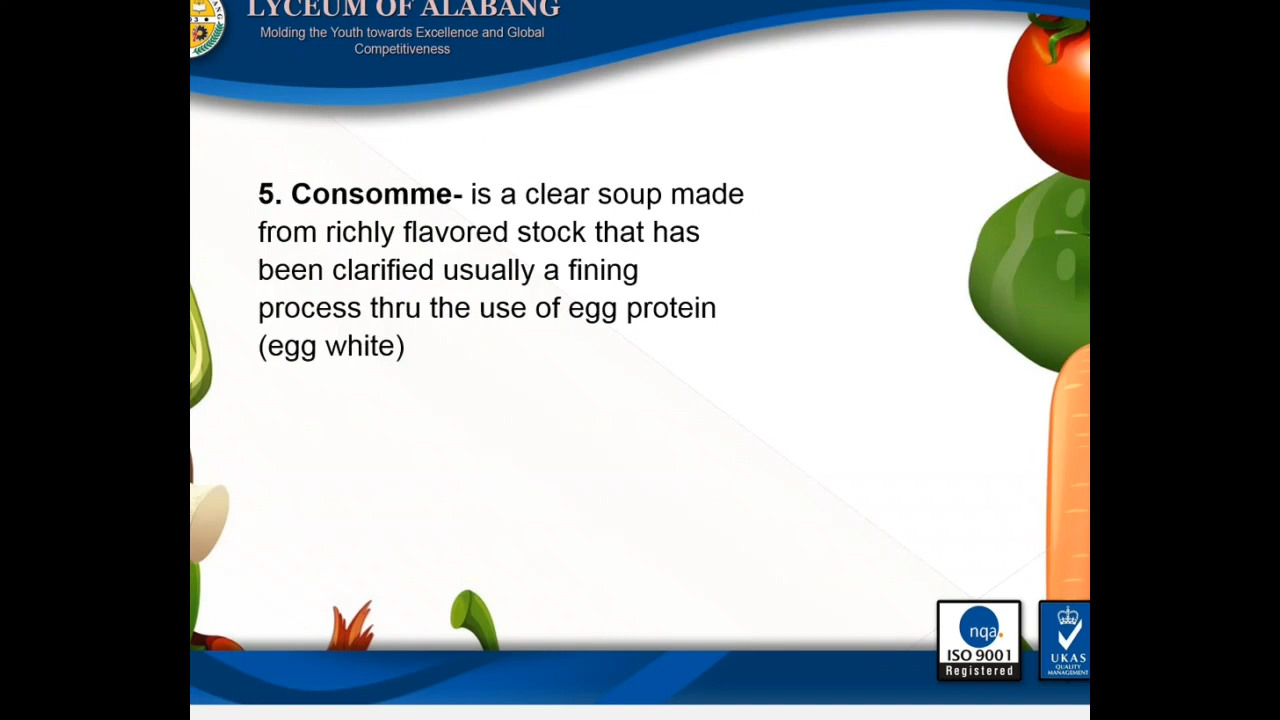 LYCEUM OF ALABANG
Molding the Youth towards Excellence and Global
Competitiveness
5. Consomme- is a clear soup made
from richly flavored stock that has
been clarified usually a fining
process thru the use of egg protein
(egg white)
nqa.
ISO 9001
Registered
UKAS
QUALITY
MANAGEMENT